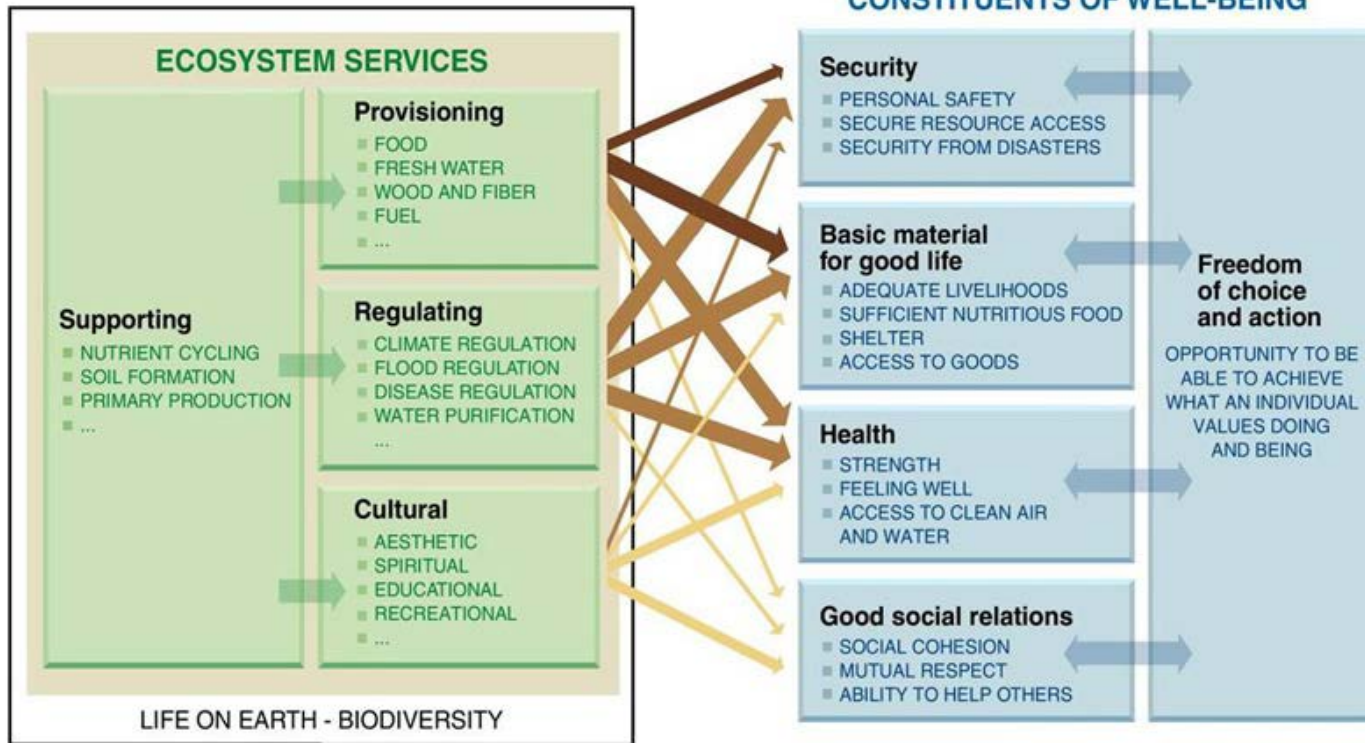 CONSTITUENTS OF WELL-BEING
ECOSYSTEM SERVICES
Supporting
NUTRIENT CYCLING
SOIL FORMATION
PRIMARY PRODUCTION
...
Provisioning
FOOD
FRESH WATER
WOOD AND FIBER
FUEL
...
Regulating
CLIMATE REGULATION
FLOOD REGULATION
DISEASE REGULATION
WATER PURIFICATION
...
Cultural
AESTHETIC
SPIRITUAL
EDUCATIONAL
RECREATIONAL
...
LIFE ON EARTH - BIODIVERSITY
Security
PERSONAL SAFETY
SECURE RESOURCE ACCESS
SECURITY FROM DISASTERS
Basic material
for good life
ADEQUATE LIVELIHOODS
SUFFICIENT NUTRITIOUS FOOD
SHELTER
ACCESS TO GOODS
Health
STRENGTH
FEELING WELL
ACCESS TO CLEAN AIR
AND WATER
Good social relations
SOCIAL COHESION
MUTUAL RESPECT
ABILITY TO HELP OTHERS
Freedom
of choice
and action
OPPORTUNITY TO BE
ABLE TO ACHIEVE
WHAT AN INDIVIDUAL
VALUES DOING
AND BEING